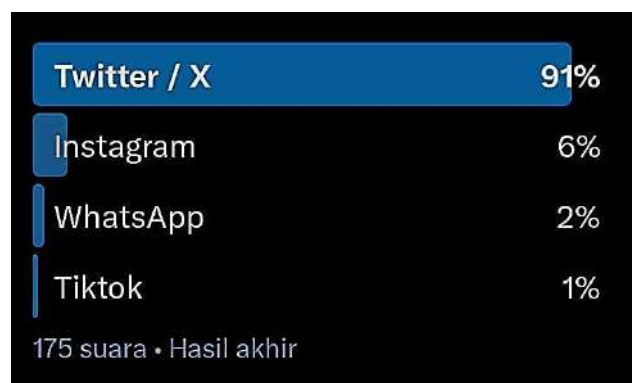 Twitter / X 91%
Instagram 6%
WhatsApp 2%
Tiktok 1%
175 suara • Hasil akhir